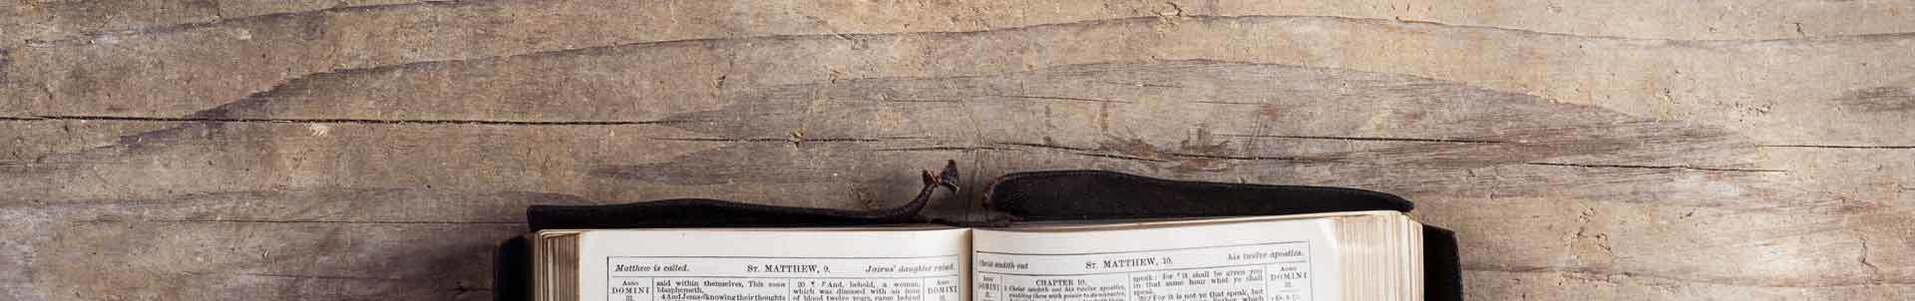 Matthew is called. ST. MATTHEW, 9. Jairus' daughter raised.
ANNO
DOMINI
31.
said within themselves, This man
blasphemeth.
4 And Jesus knowing their thoughts
20 ¶ And, behold, a woman,
which was diseased with an issue
of blood twelve years, came behind
ANNO
DOMINI
31.
Christ sendeth out ST. MATTHEW, 10. his twelve apostles.
ANNO
DOMINI
31.
CHAPTER 10.
1 Christ sendeth out his twelve apostles,
enabling them with power to do miracles,
speak: for it shall be given you
in that same hour what ye shall
speak.
20 For it is not ye that speak, but
ANNO
DOMINI
31.